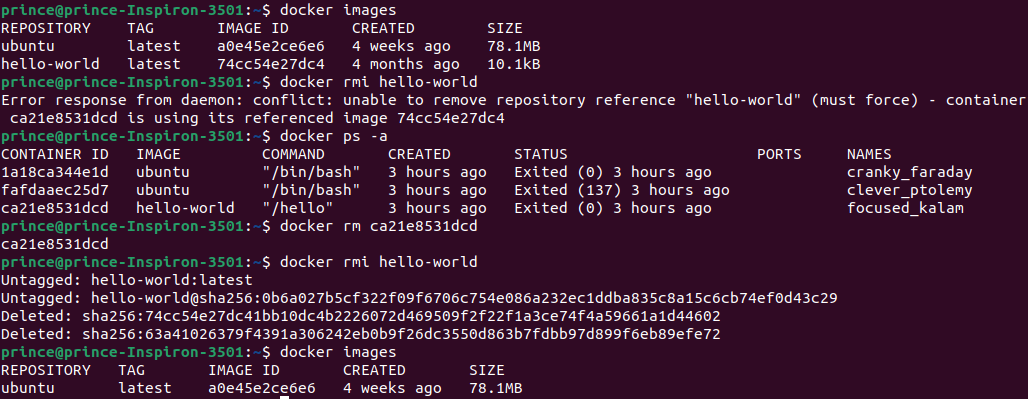 prince@prince-Inspiron-3501:~$ docker images
REPOSITORY    TAG       IMAGE ID       CREATED        SIZE
ubuntu        latest    a0e45e2ce6e6   4 weeks ago    78.1MB
hello-world   latest    74cc54e27dc4   4 months ago   10.1kB
prince@prince-Inspiron-3501:~$ docker rmi hello-world
Error response from daemon: conflict: unable to remove repository reference "hello-world" (must force) - container
 ca21e8531dcd is using its referenced image 74cc54e27dc4
prince@prince-Inspiron-3501:~$ docker ps -a
CONTAINER ID   IMAGE         COMMAND       CREATED       STATUS                     PORTS     NAMES
1a18ca344e1d   ubuntu        "/bin/bash"   3 hours ago   Exited (0) 3 hours ago               cranky_faraday
fafdaaec25d7   ubuntu        "/bin/bash"   3 hours ago   Exited (137) 3 hours ago             clever_ptolemy
ca21e8531dcd   hello-world   "/hello"      3 hours ago   Exited (0) 3 hours ago               focused_kalam
prince@prince-Inspiron-3501:~$ docker rm ca21e8531dcd
ca21e8531dcd
prince@prince-Inspiron-3501:~$ docker rmi hello-world
Untagged: hello-world:latest
Untagged: hello-world@sha256:0b6a027b5cf322f09f6706c754e086a232ec1ddba835c8a15c6cb74ef0d43c29
Deleted: sha256:74cc54e27dc41bb10dc4b2226072d469509f2f22f1a3ce74f4a59661a1d44602
Deleted: sha256:63a41026379f4391a306242eb0b9f26dc3550d863b7fdbb97d899f6eb89efe72
prince@prince-Inspiron-3501:~$ docker images
REPOSITORY   TAG       IMAGE ID       CREATED       SIZE
ubuntu       latest    a0e45e2ce6e6   4 weeks ago   78.1MB